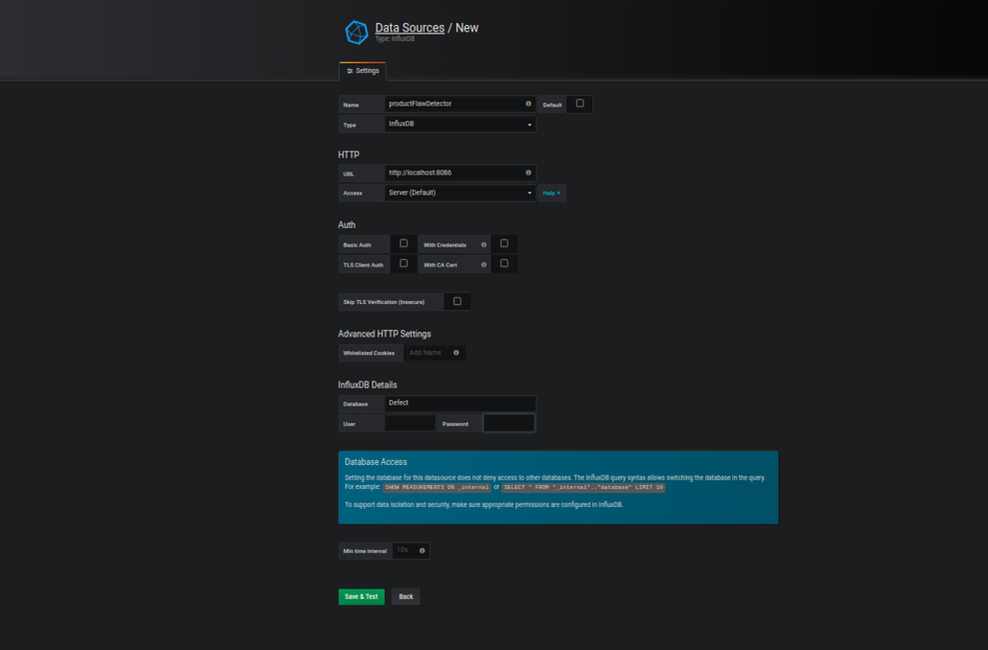 Data Sources / New
Type: InfluxDB
Settings
Name productFlawDetector Default
Type InfluxDB
HTTP
URL http://localhost:8086
Access Server (Default) Help
Auth
Basic Auth With Credentials
TLS Client Auth With CA Cert
Skip TLS Verification (Insecure)
Advanced HTTP Settings
Whitelisted Cookies Add Name
InfluxDB Details
Database Defect
User Password
Database Access
Setting the database for this datasource does not deny access to other databases. The InfluxDB query syntax allows switching the database in the query.
For example: SHOW MEASUREMENTS ON _internal or SELECT * FROM "_internal".."database" LIMIT 10
To support data isolation and security, make sure appropriate permissions are configured in InfluxDB.
Min time interval 10s
Save & Test Back